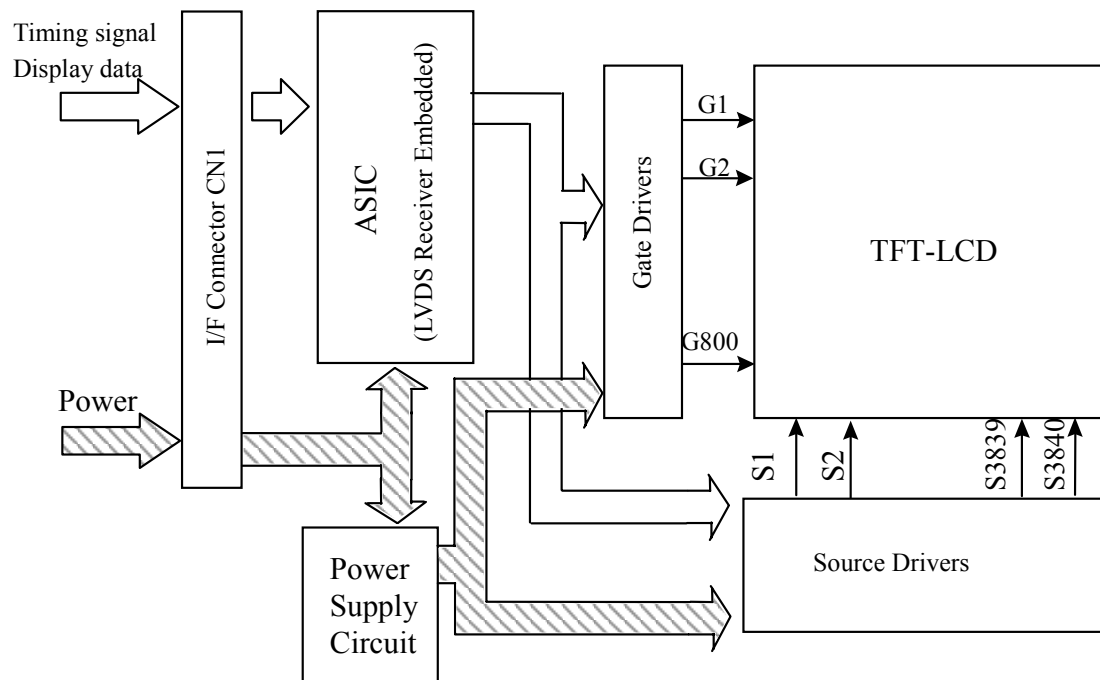 Timing signal
Display data
I/F Connector CN1
ASIC
(LVDS Receiver Embedded)
Gate Drivers
G1
G2
G800
TFT-LCD
Power
S1
S2
S3839
S3840
Power
Supply
Circuit
Source Drivers